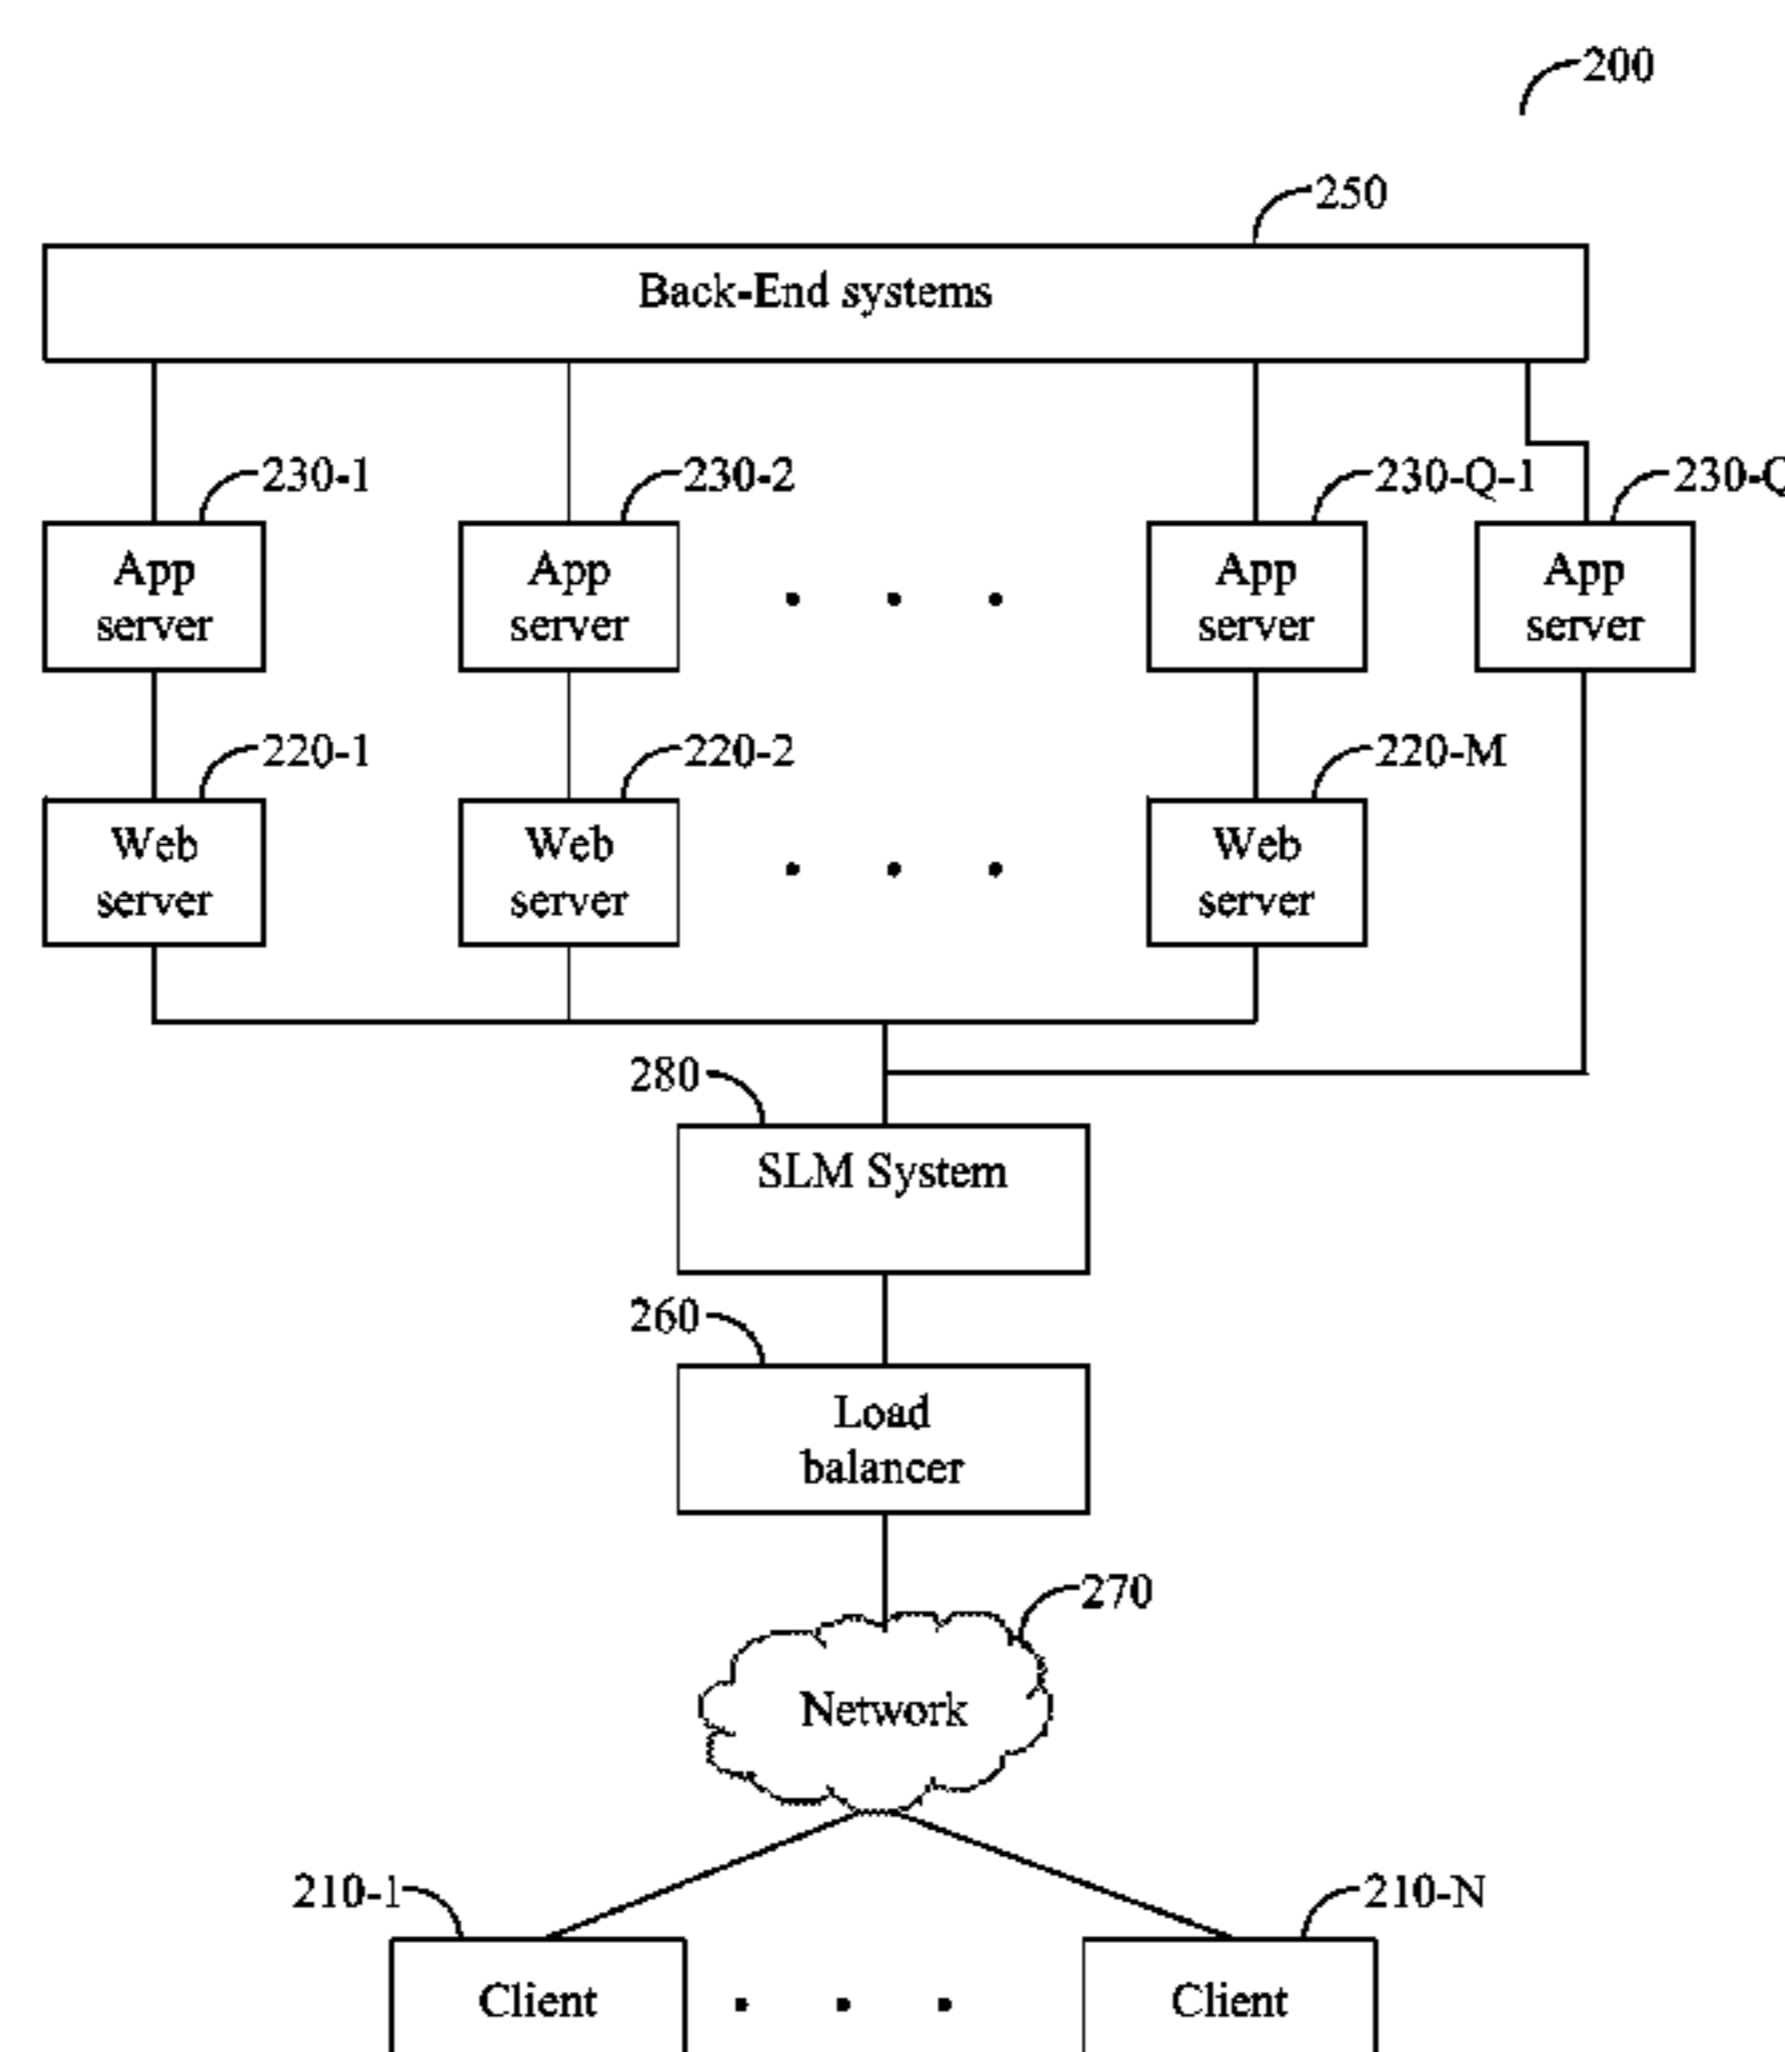 200
250
Back-End systems
230-1
230-2
230-Q-1
230-Q
App
server
App
server
App
server
App
server
220-1
220-2
220-M
Web
server
Web
server
Web
server
280
SLM System
260
Load
balancer
270
Network
210-1
210-N
Client
Client